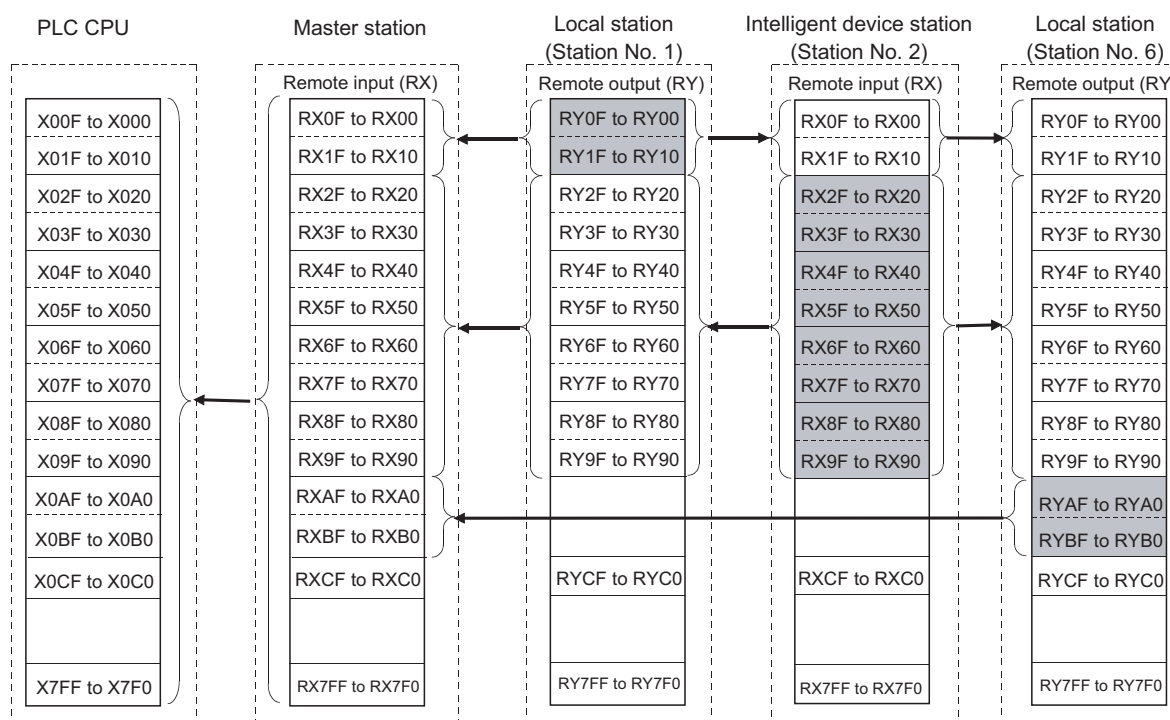 PLC CPU
Master station
Local station
(Station No. 1)
Intelligent device station
(Station No. 2)
Local station
(Station No. 6)
Remote input (RX)
Remote output (RY)
Remote input (RX)
Remote output (RY
X00F to X000
RX0F to RX00
RY0F to RY00
RX0F to RX00
RY0F to RY00
X01F to X010
RX1F to RX10
RY1F to RY10
RX1F to RX10
RY1F to RY10
X02F to X020
RX2F to RX20
RY2F to RY20
RX2F to RX20
RY2F to RY20
X03F to X030
RX3F to RX30
RY3F to RY30
RX3F to RX30
RY3F to RY30
X04F to X040
RX4F to RX40
RY4F to RY40
RX4F to RX40
RY4F to RY40
X05F to X050
RX5F to RX50
RY5F to RY50
RX5F to RX50
RY5F to RY50
X06F to X060
RX6F to RX60
RY6F to RY60
RX6F to RX60
RY6F to RY60
X07F to X070
RX7F to RX70
RY7F to RY70
RX7F to RX70
RY7F to RY70
X08F to X080
RX8F to RX80
RY8F to RY80
RX8F to RX80
RY8F to RY80
X09F to X090
RX9F to RX90
RY9F to RY90
RX9F to RX90
RY9F to RY90
X0AF to X0A0
RXAF to RXA0
RYAF to RYA0
X0BF to X0B0
RXBF to RXB0
RYBF to RYB0
X0CF to X0C0
RXCF to RXC0
RYCF to RYC0
RXCF to RXC0
RYCF to RYC0
X7FF to X7F0
RX7FF to RX7F0
RY7FF to RY7F0
RX7FF to RX7F0
RY7FF to RY7F0